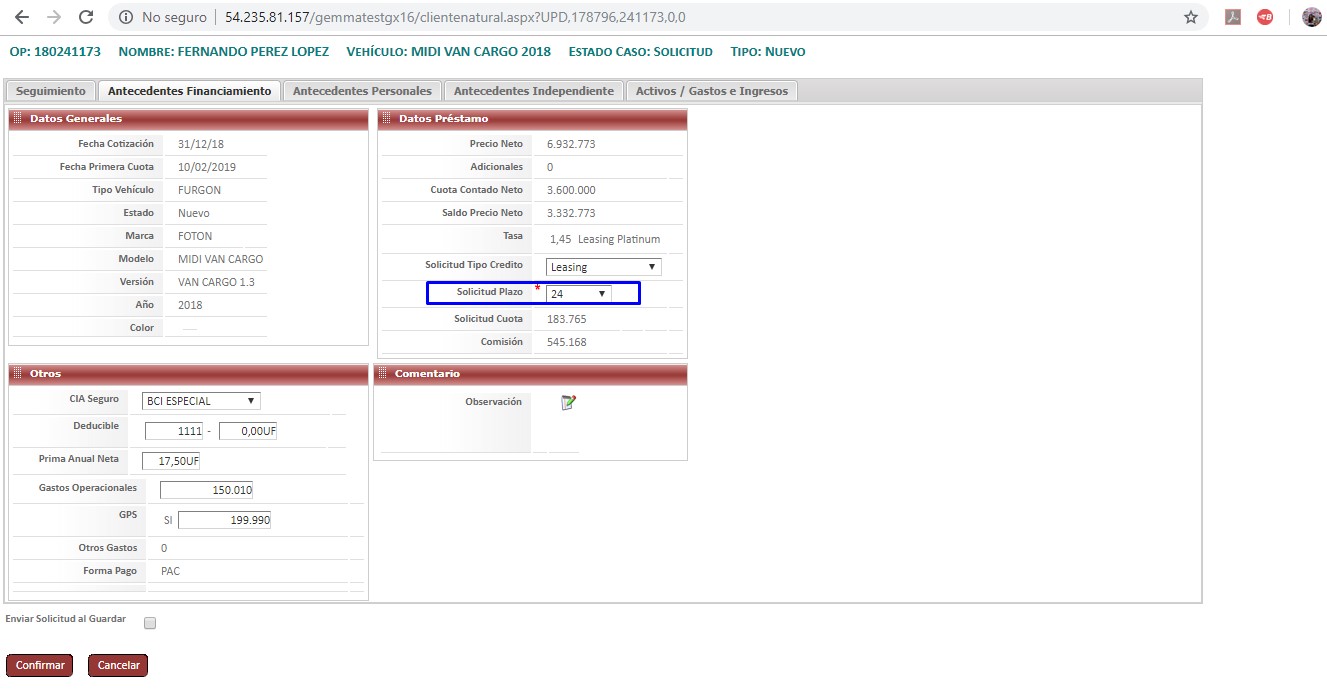 No seguro 54.235.81.157/gemmatestgx16/clientenatural.aspx?UPD,178796,241173,0,0
OP: 180241173 NOMBRE: FERNANDO PEREZ LOPEZ VEHÍCULO: MIDI VAN CARGO 2018 ESTADO CASO: SOLICITUD TIPO: NUEVO
Seguimiento Antecedentes Financiamiento Antecedentes Personales Antecedentes Independiente Activos / Gastos e Ingresos
Datos Generales
Fecha Cotización 31/12/18
Fecha Primera Cuota 10/02/2019
Tipo Vehículo FURGON
Estado Nuevo
Marca FOTON
Modelo MIDI VAN CARGO
Versión VAN CARGO 1.3
Año 2018
Color
Datos Préstamo
Precio Neto 6.932.773
Adicionales 0
Cuota Contado Neto 3.600.000
Saldo Precio Neto 3.332.773
Tasa 1,45 Leasing Platinum
Solicitud Tipo Credito Leasing
Solicitud Plazo * 24
Solicitud Cuota 183.765
Comisión 545.168
Otros
CIA Seguro BCI ESPECIAL
Deducible 1111 - 0,00UF
Prima Anual Neta 17,50UF
Gastos Operacionales 150.010
GPS SI 199.990
Otros Gastos 0
Forma Pago PAC
Comentario
Observación
Enviar Solicitud al Guardar
Confirmar Cancelar